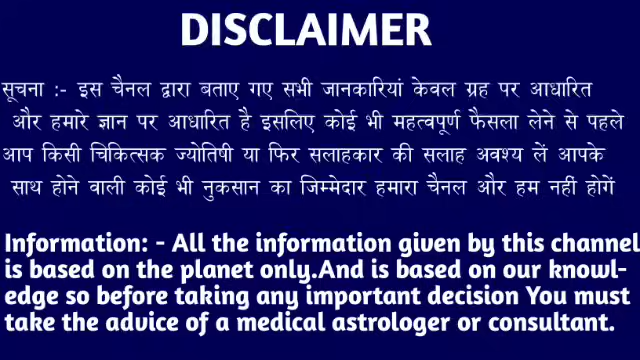 DISCLAIMER
सूचना :- इस चैनल द्वारा बताए गए सभी जानकारियां केवल ग्रह पर आधारित
और हमारे ज्ञान पर आधारित है इसलिए कोई भी महत्वपूर्ण फैसला लेने से पहले
आप किसी चिकित्सक ज्योतिषी या फिर सलाहकार की सलाह अवश्य लें आपके
साथ होने वाली कोई भी नुकसान का जिम्मेदार हमारा चैनल और हम नहीं होगें
Information: - All the information given by this channel
is based on the planet only.And is based on our knowl-
edge so before taking any important decision You must
take the advice of a medical astrologer or consultant.